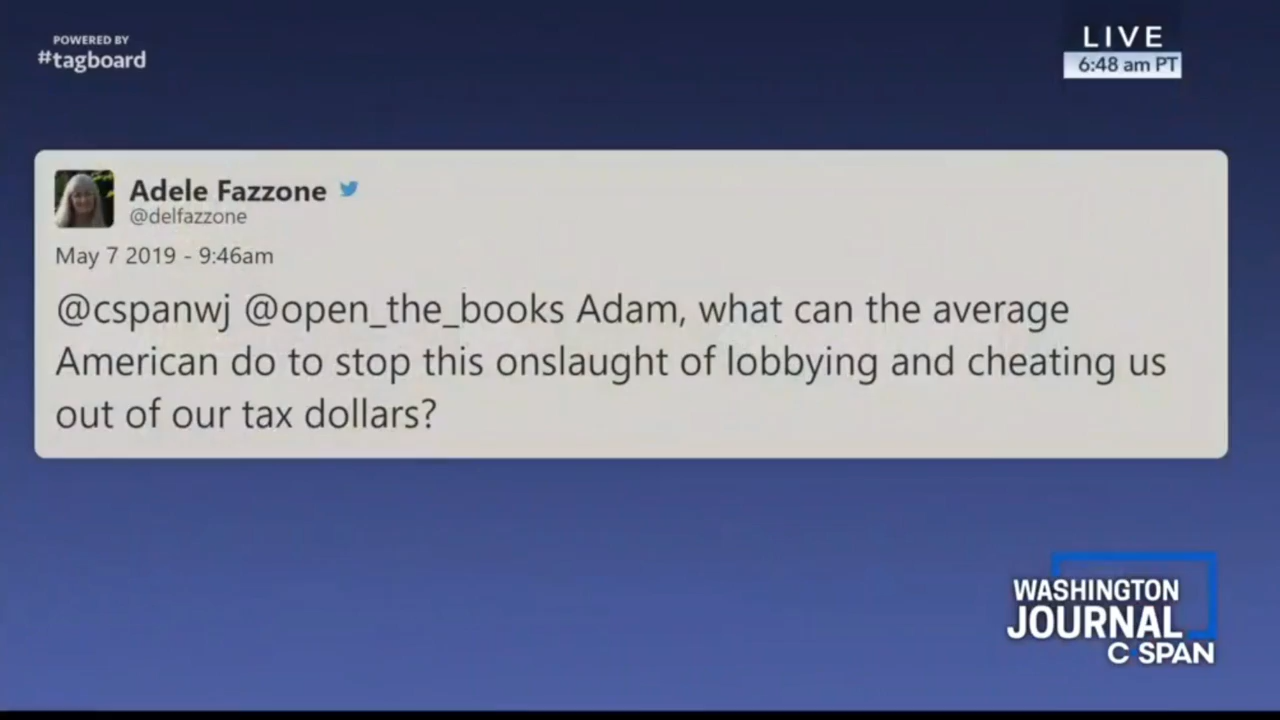 POWERED BY
#tagboard
LIVE
6:48 am PT
Adele Fazzone
@delfazzone
May 7 2019 - 9:46am
@cspanwj @open_the_books Adam, what can the average
American do to stop this onslaught of lobbying and cheating us
out of our tax dollars?
WASHINGTON
JOURNAL
C SPAN